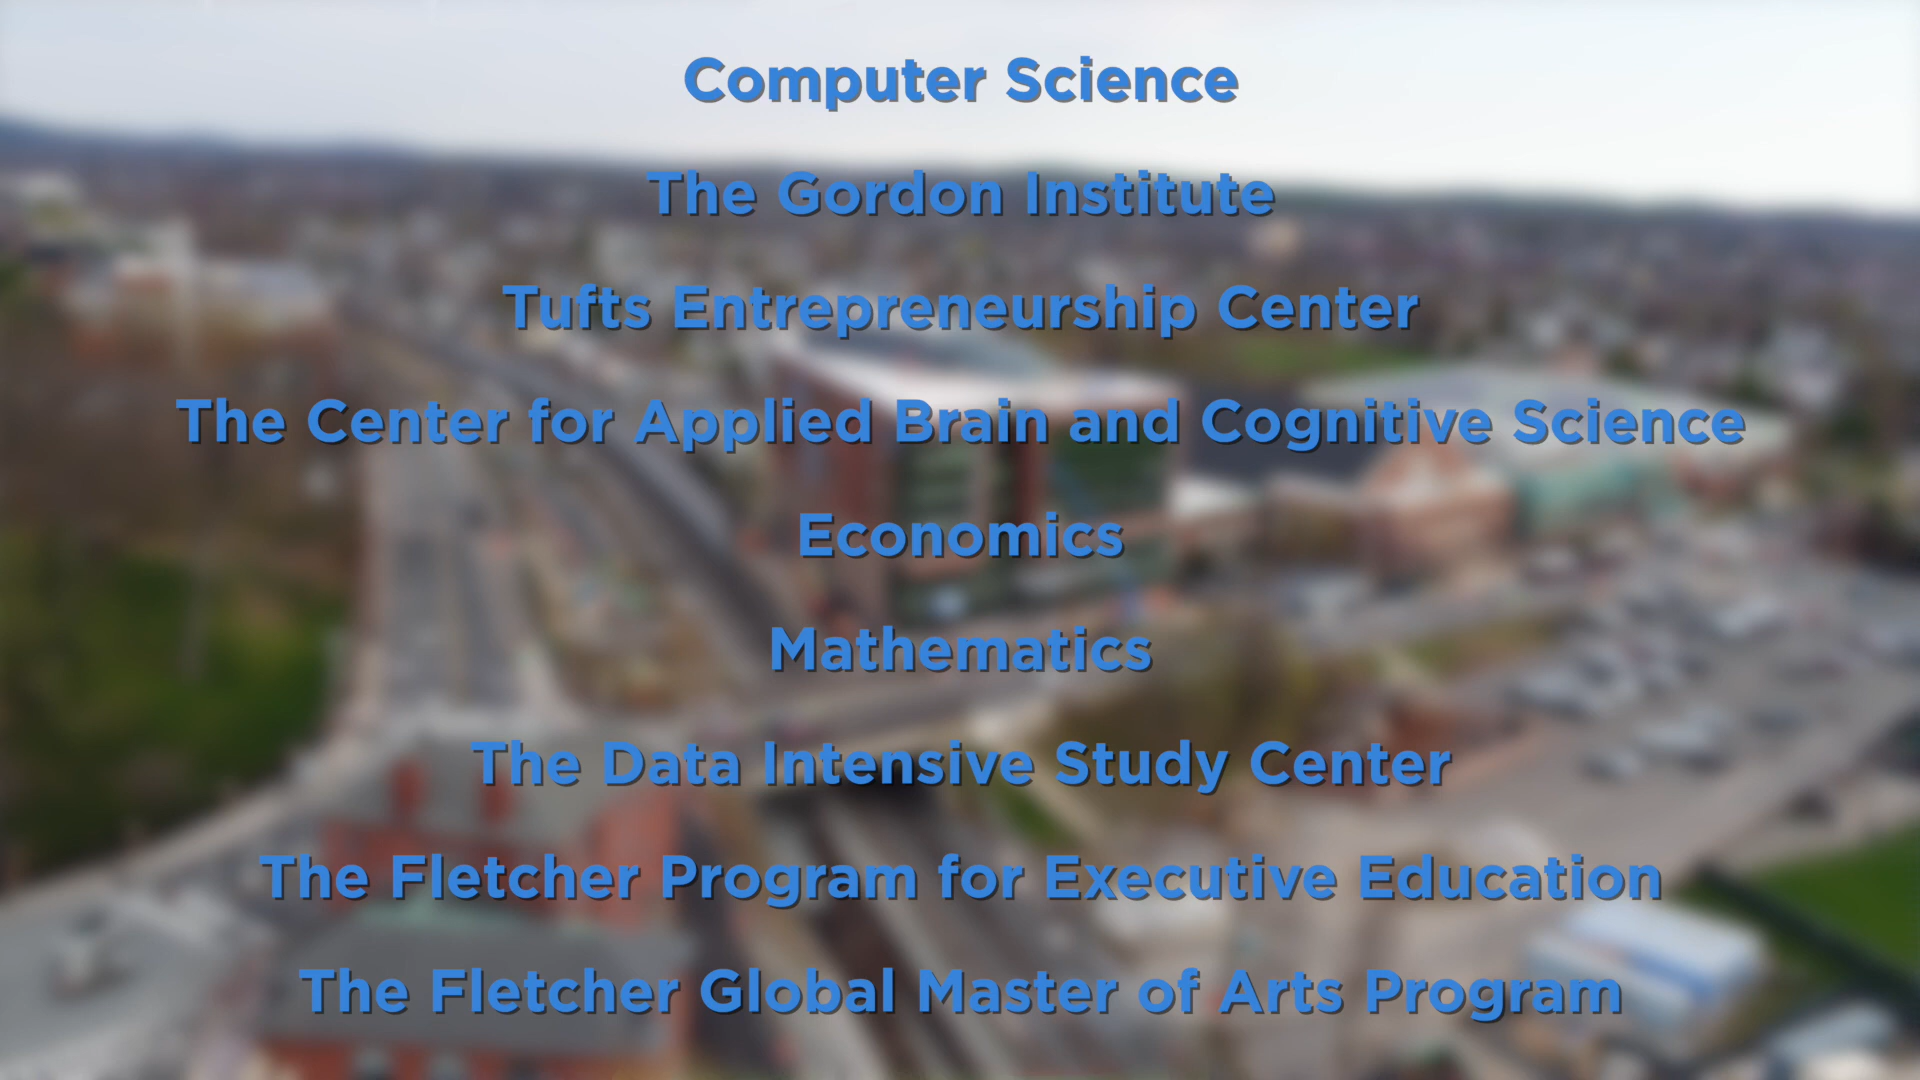 Computer Science
The Gordon Institute
Tufts Entrepreneurship Center
The Center for Applied Brain and Cognitive Science
Economics
Mathematics
The Data Intensive Study Center
The Fletcher Program for Executive Education
The Fletcher Global Master of Arts Program